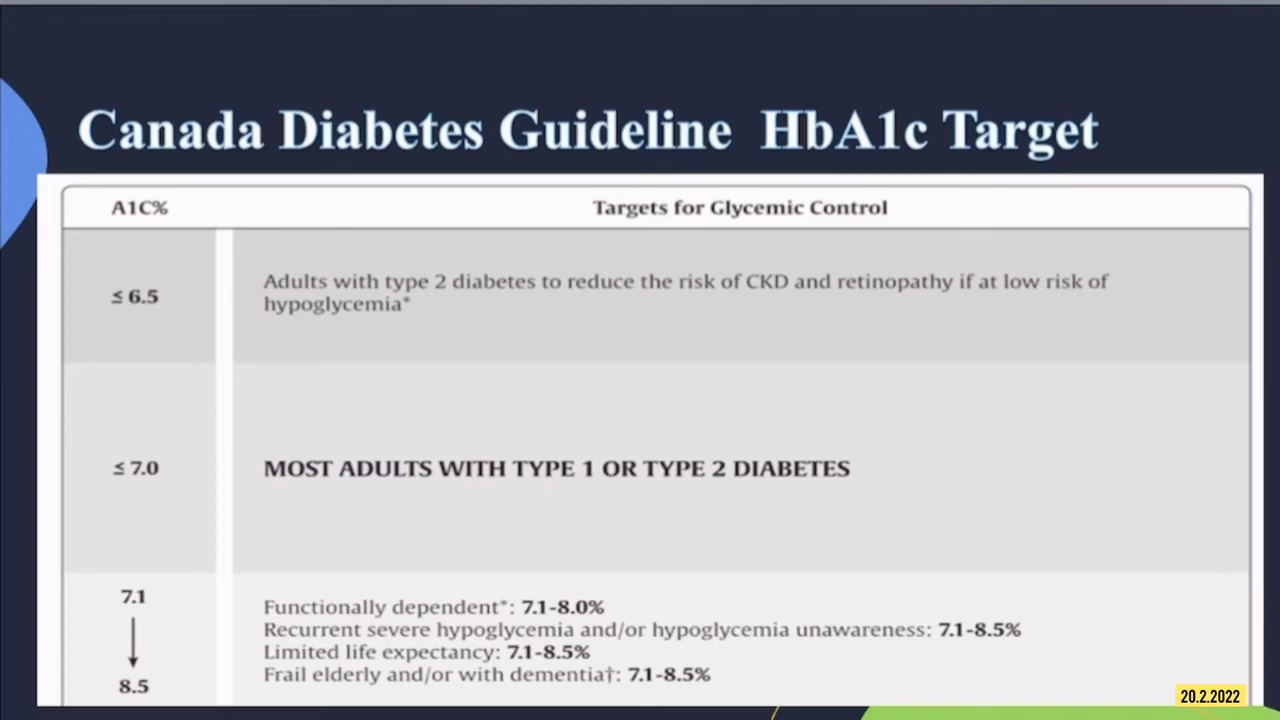 Canada Diabetes Guideline HbA1c Target
A1C% Targets for Glycemic Control
≤ 6.5
Adults with type 2 diabetes to reduce the risk of CKD and retinopathy if at low risk of
hypoglycemia*
≤ 7.0
MOST ADULTS WITH TYPE 1 OR TYPE 2 DIABETES
7.1
8.5
Functionally dependent*: 7.1-8.0%
Recurrent severe hypoglycemia and/or hypoglycemia unawareness: 7.1-8.5%
Limited life expectancy: 7.1-8.5%
Frail elderly and/or with dementia†: 7.1-8.5%
20.2.2022